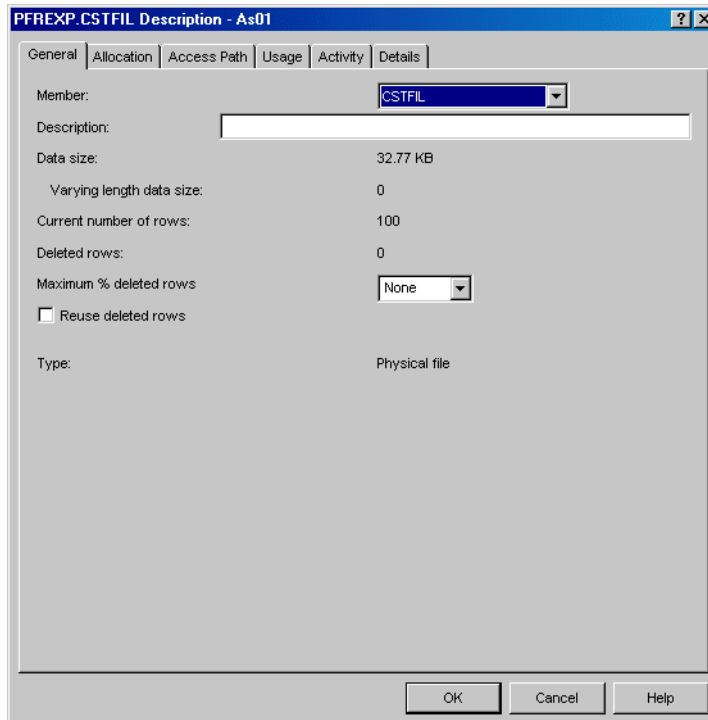 PFREXP.CSTFIL Description - As01
General Allocation Access Path Usage Activity Details
Member: CSTFIL
Description:
Data size: 32.77 KB
Varying length data size: 0
Current number of rows: 100
Deleted rows: 0
Maximum % deleted rows None
Reuse deleted rows
Type: Physical file
OK Cancel Help